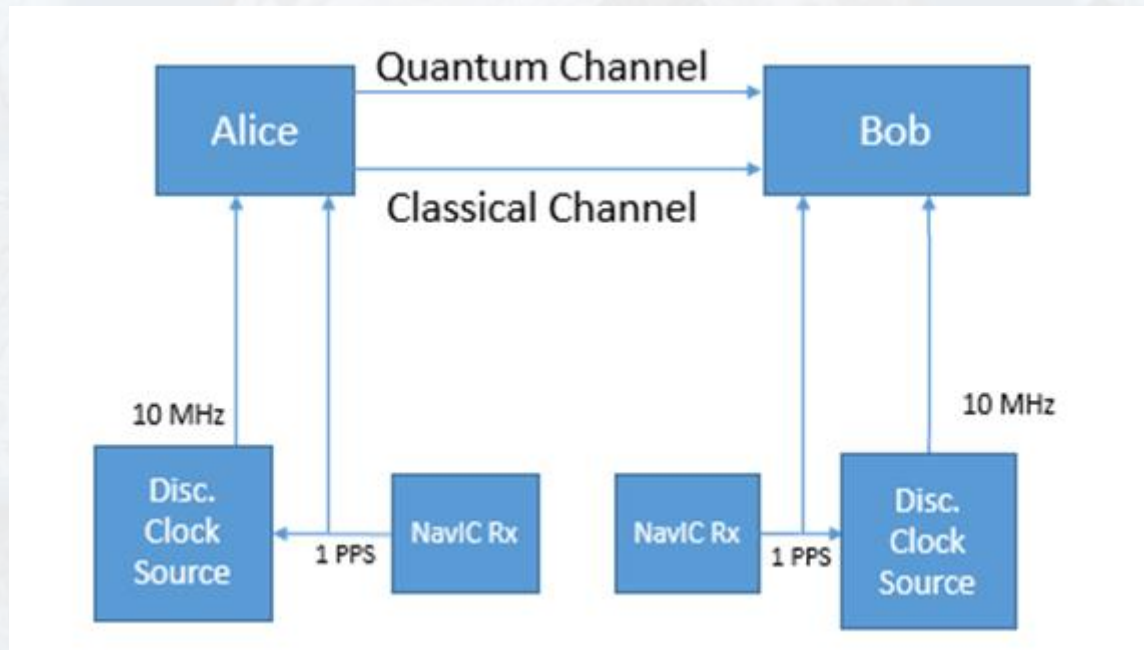 Quantum Channel
Alice
Bob
Classical Channel
10 MHz
10 MHz
Disc.
Clock
Source
1 PPS
NavIC Rx
NavIC Rx
1 PPS
Disc.
Clock
Source